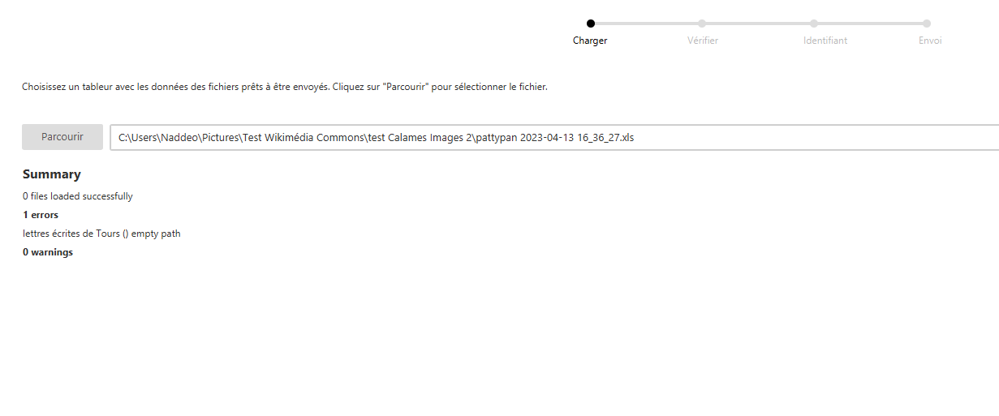 Charger Vérifier Identifiant Envoi
Choisissez un tableur avec les données des fichiers prêts à être envoyés. Cliquez sur "Parcourir" pour sélectionner le fichier.
Parcourir C:\Users\Naddeo\Pictures\Test Wikimédia Commons\test Calames Images 2\pattypan 2023-04-13 16_36_27.xls
Summary
0 files loaded successfully
1 errors
lettres écrites de Tours () empty path
0 warnings